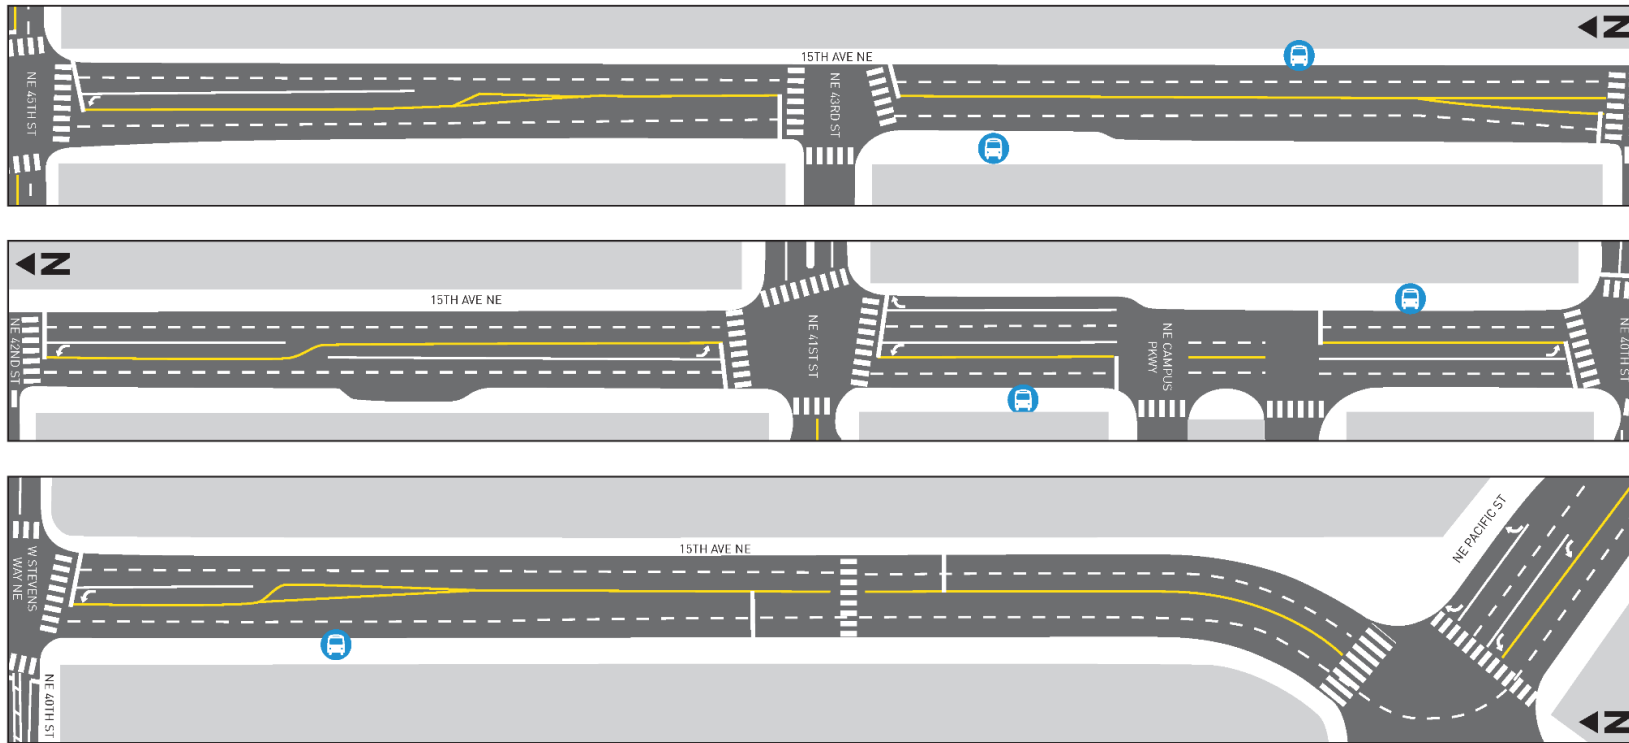 N
15TH AVE NE
NE 45TH ST
NE 43RD ST
N
15TH AVE NE
NE 42ND ST
NE 41ST ST
NE CAMPUS
PKWY
NE 40TH ST
15TH AVE NE
W STEVENS
WAY NE
NE 40TH ST
NE PACIFIC ST
N